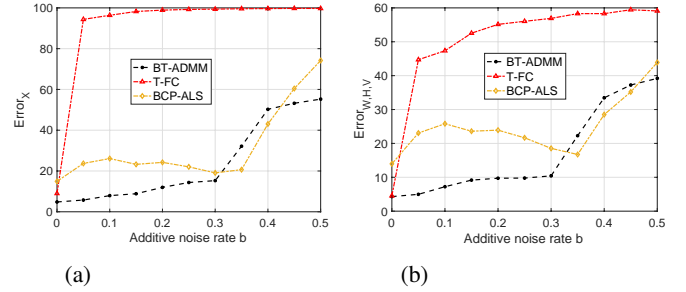 100
80
60
40
20
0
Error_X
BT-ADMM
T-FC
BCP-ALS
0 0.1 0.2 0.3 0.4 0.5
Additive noise rate b
(a)
60
50
40
30
20
10
0
Error_W,H,V
BT-ADMM
T-FC
BCP-ALS
0 0.1 0.2 0.3 0.4 0.5
Additive noise rate b
(b)